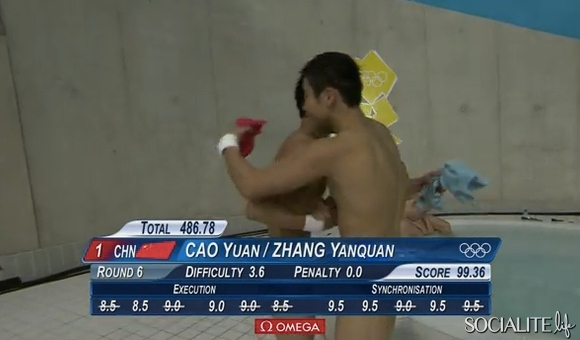 TOTAL 486.78
1 CHN CAO YUAN / ZHANG YANQUAN
ROUND 6 DIFFICULTY 3.6 PENALTY 0.0 SCORE 99.36
EXECUTION SYNCHRONISATION
8.5 8.5 9.0 9.0 9.0 8.5 9.5 9.5 9.0 9.5 9.5
Ω OMEGA
SOCIALITE life